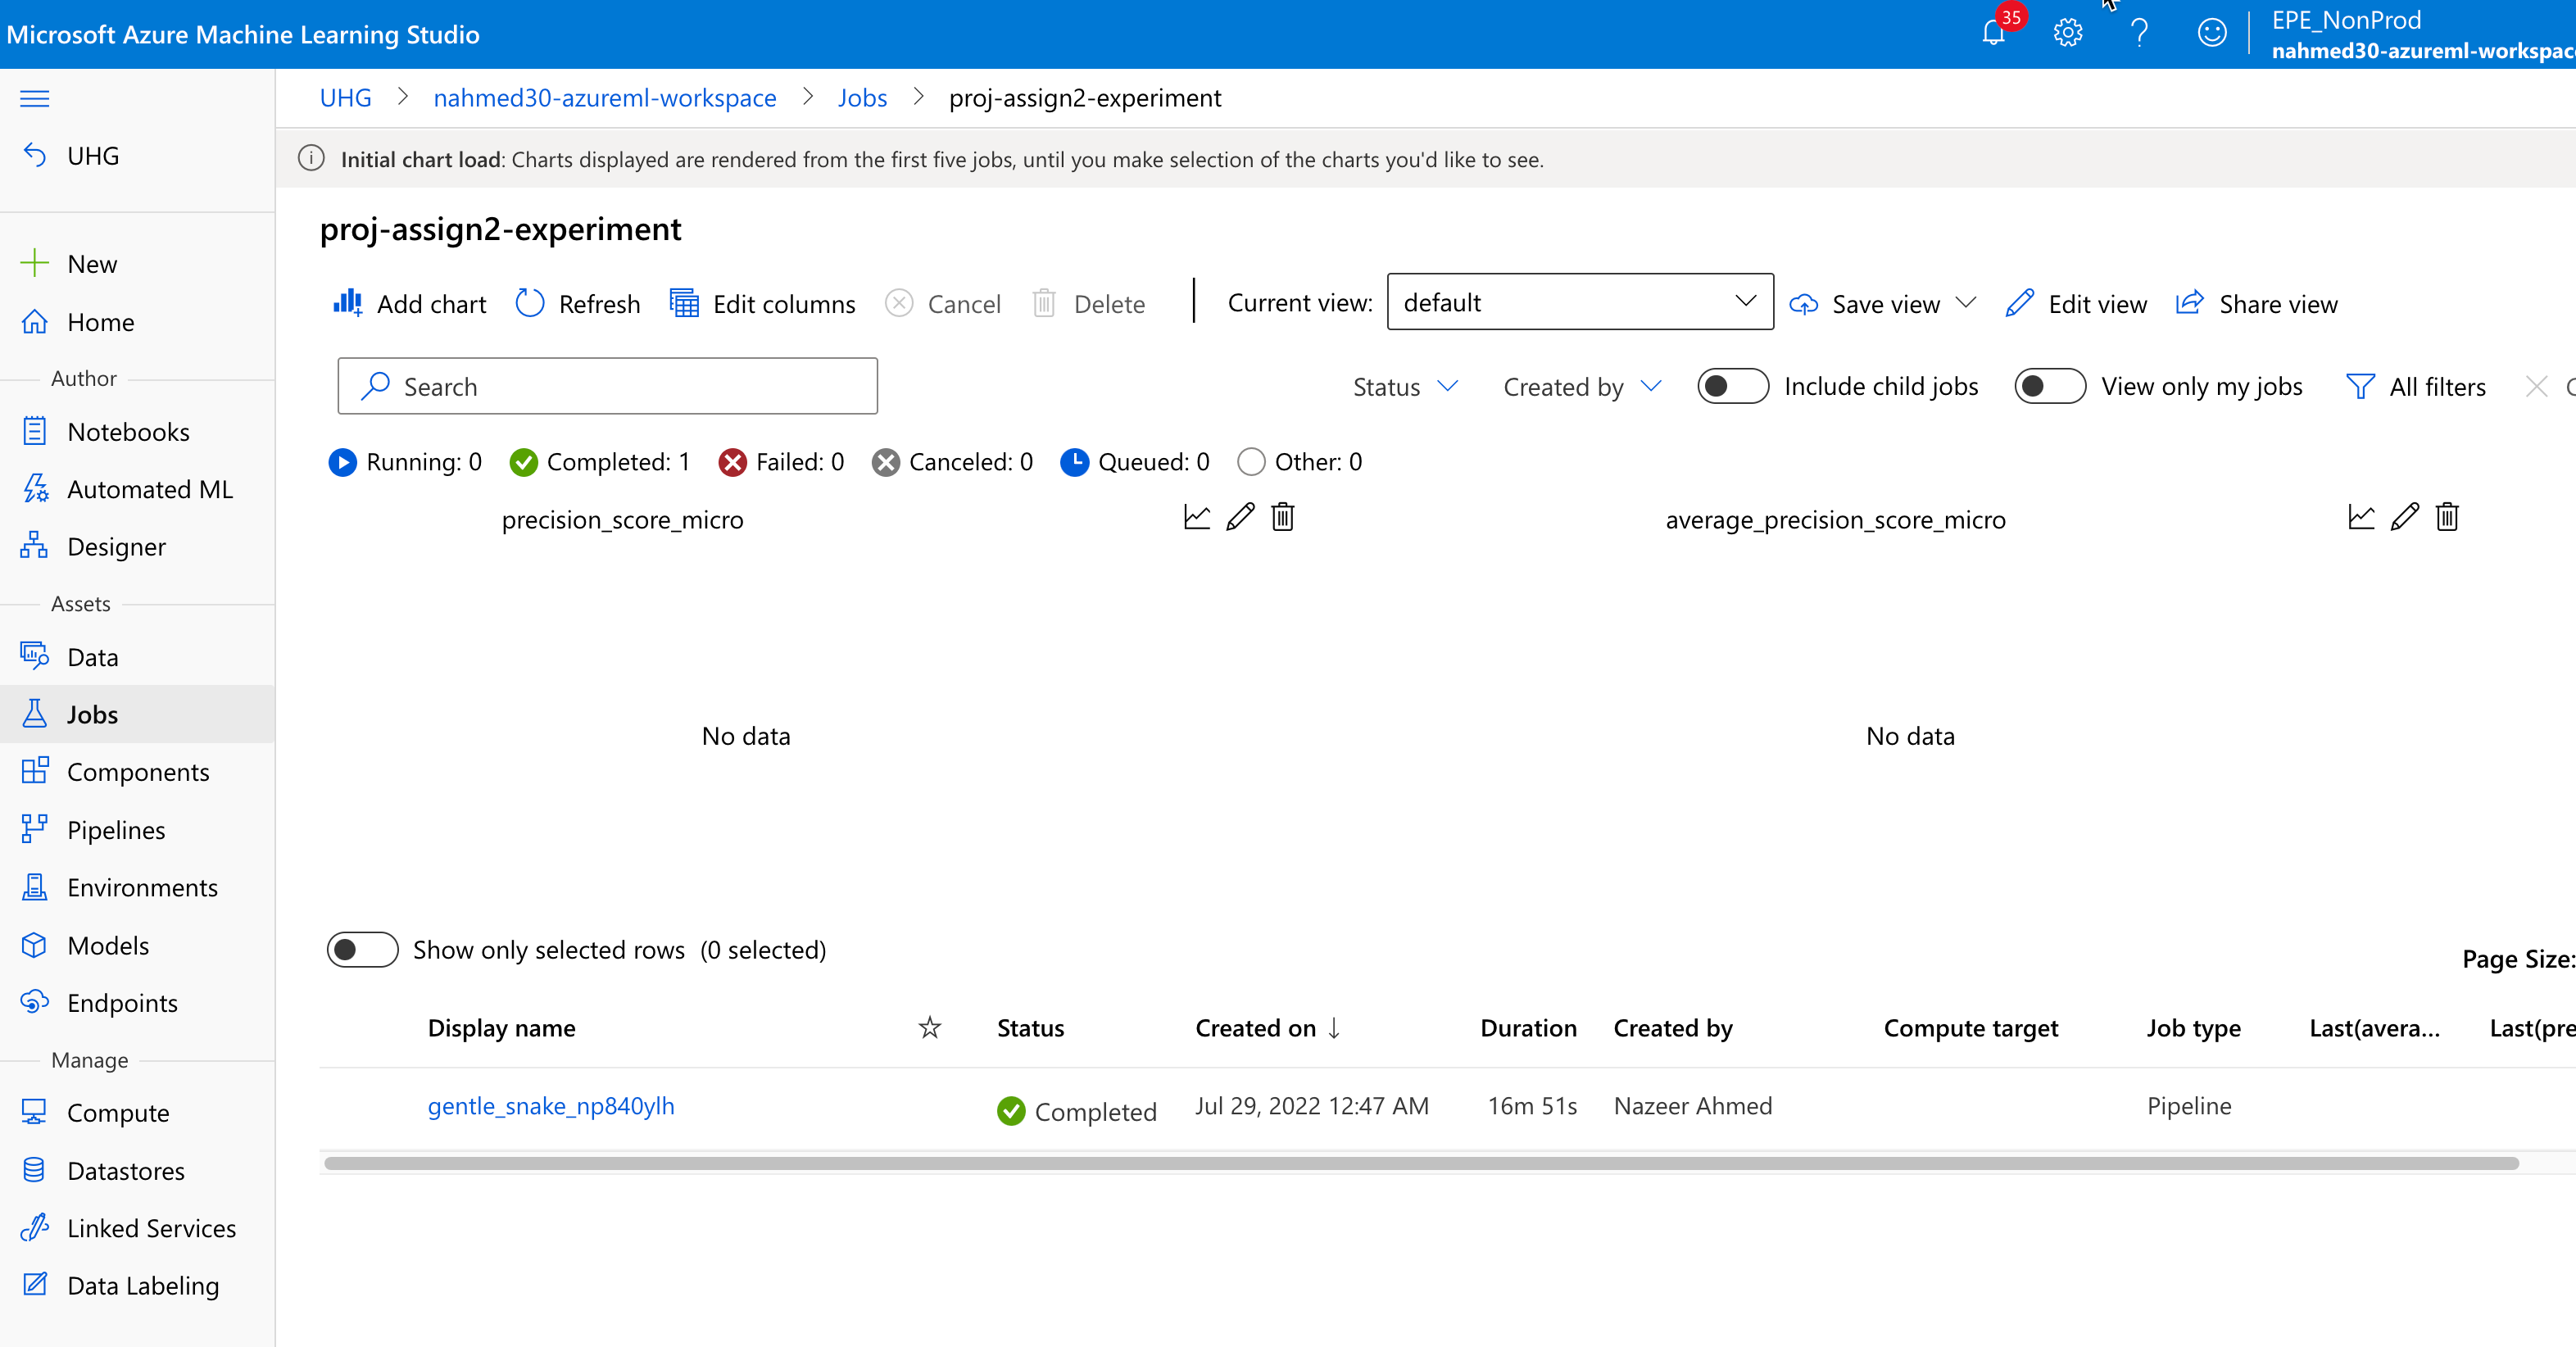 Microsoft Azure Machine Learning Studio
35
EPE_NonProd
nahmed30-azureml-workspac
UHG > nahmed30-azureml-workspace > Jobs > proj-assign2-experiment
UHG
Initial chart load: Charts displayed are rendered from the first five jobs, until you make selection of the charts you'd like to see.
proj-assign2-experiment
New
Home
Author
Notebooks
Automated ML
Designer
Assets
Data
Jobs
Components
Pipelines
Environments
Models
Endpoints
Manage
Compute
Datastores
Linked Services
Data Labeling
Add chart Refresh Edit columns Cancel Delete Current view: default Save view Edit view Share view
Search Status Created by Include child jobs View only my jobs All filters
Running: 0 Completed: 1 Failed: 0 Canceled: 0 Queued: 0 Other: 0
precision_score_micro average_precision_score_micro
No data No data
Show only selected rows (0 selected)
Page Size:
Display name Status Created on ↓ Duration Created by Compute target Job type Last(avera... Last(pre
gentle_snake_np840ylh Completed Jul 29, 2022 12:47 AM 16m 51s Nazeer Ahmed Pipeline